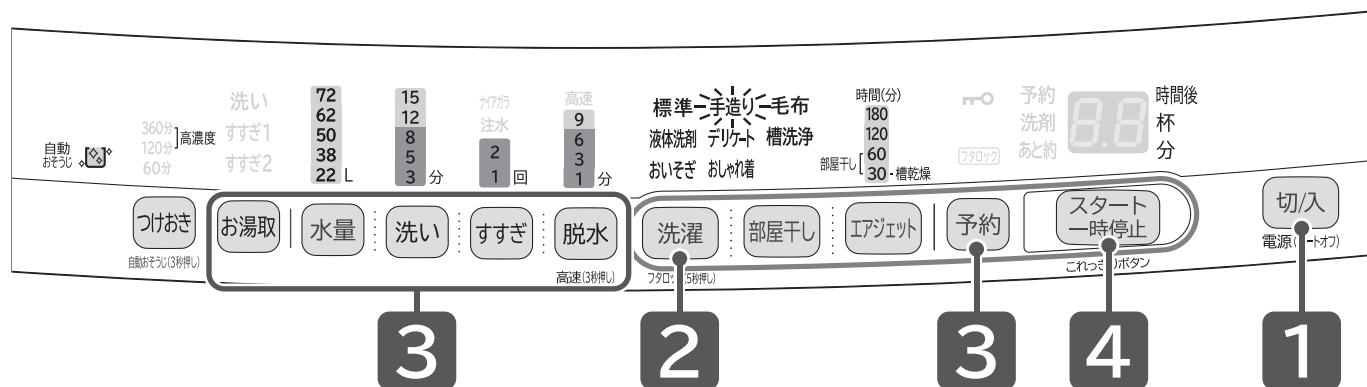 自動
おそうじ
360分
120分
60分
高濃度
洗い
すすぎ1
すすぎ2
72
62
50
38
22 L
15
12
8
5
3 分
ナイアガラ
注水
2
1 回
高速
9
6
3
1 分
標準 手造り 毛布
液体洗剤 デリケート 槽洗浄
おいそぎ おしゃれ着
時間(分)
180
120
部屋干し 60
30-槽乾燥
フタロック
予約
洗剤
あと約
8.8
時間後
杯
分
つけおき
自動おそうじ(3秒押し)
お湯取
水量
洗い
すすぎ
脱水
高速(3秒押し)
洗濯
部屋干し
エアジェット
予約
スタート
一時停止
これっきりボタン
切/入
3
2
3
4
1